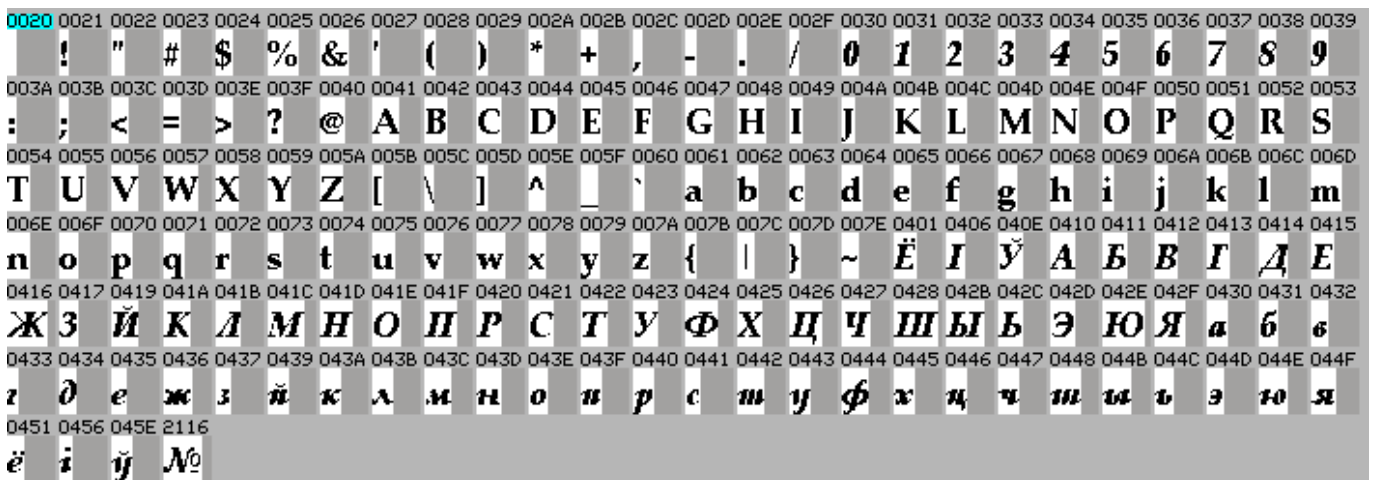 0020 0021 0022 0023 0024 0025 0026 0027 0028 0029 002A 002B 002C 002D 002E 002F 0030 0031 0032 0033 0034 0035 0036 0037 0038 0039
! " # $ % & ' ( ) * + , - . / 0 1 2 3 4 5 6 7 8 9
003A 003B 003C 003D 003E 003F 0040 0041 0042 0043 0044 0045 0046 0047 0048 0049 004A 004B 004C 004D 004E 004F 0050 0051 0052 0053
: ; < = > ? @ A B C D E F G H I J K L M N O P Q R S
0054 0055 0056 0057 0058 0059 005A 005B 005C 005D 005E 005F 0060 0061 0062 0063 0064 0065 0066 0067 0068 0069 006A 006B 006C 006D
T U V W X Y Z [ \ ] ^ _ ` a b c d e f g h i j k l m
006E 006F 0070 0071 0072 0073 0074 0075 0076 0077 0078 0079 007A 007B 007C 007D 007E 0401 0406 040E 0410 0411 0412 0413 0414 0415
n o p q r s t u v w x y z { | } ~ Ё І Ў А Б В Г Д Е
0416 0417 0419 041A 041B 041C 041D 041E 041F 0420 0421 0422 0423 0424 0425 0426 0427 0428 042B 042C 042D 042E 042F 0430 0431 0432
Ж З Й К Л М Н О П Р С Т У Ф Х Ц Ч Ш Ы Ь Э Ю Я а б в
0433 0434 0435 0436 0437 0439 043A 043B 043C 043D 043E 043F 0440 0441 0442 0443 0444 0445 0446 0447 0448 044B 044C 044D 044E 044F
г д е ж з й к л м н о п р с т у ф х ц ч ш ы ь э ю я
0451 0456 045E 2116
ё і ў №